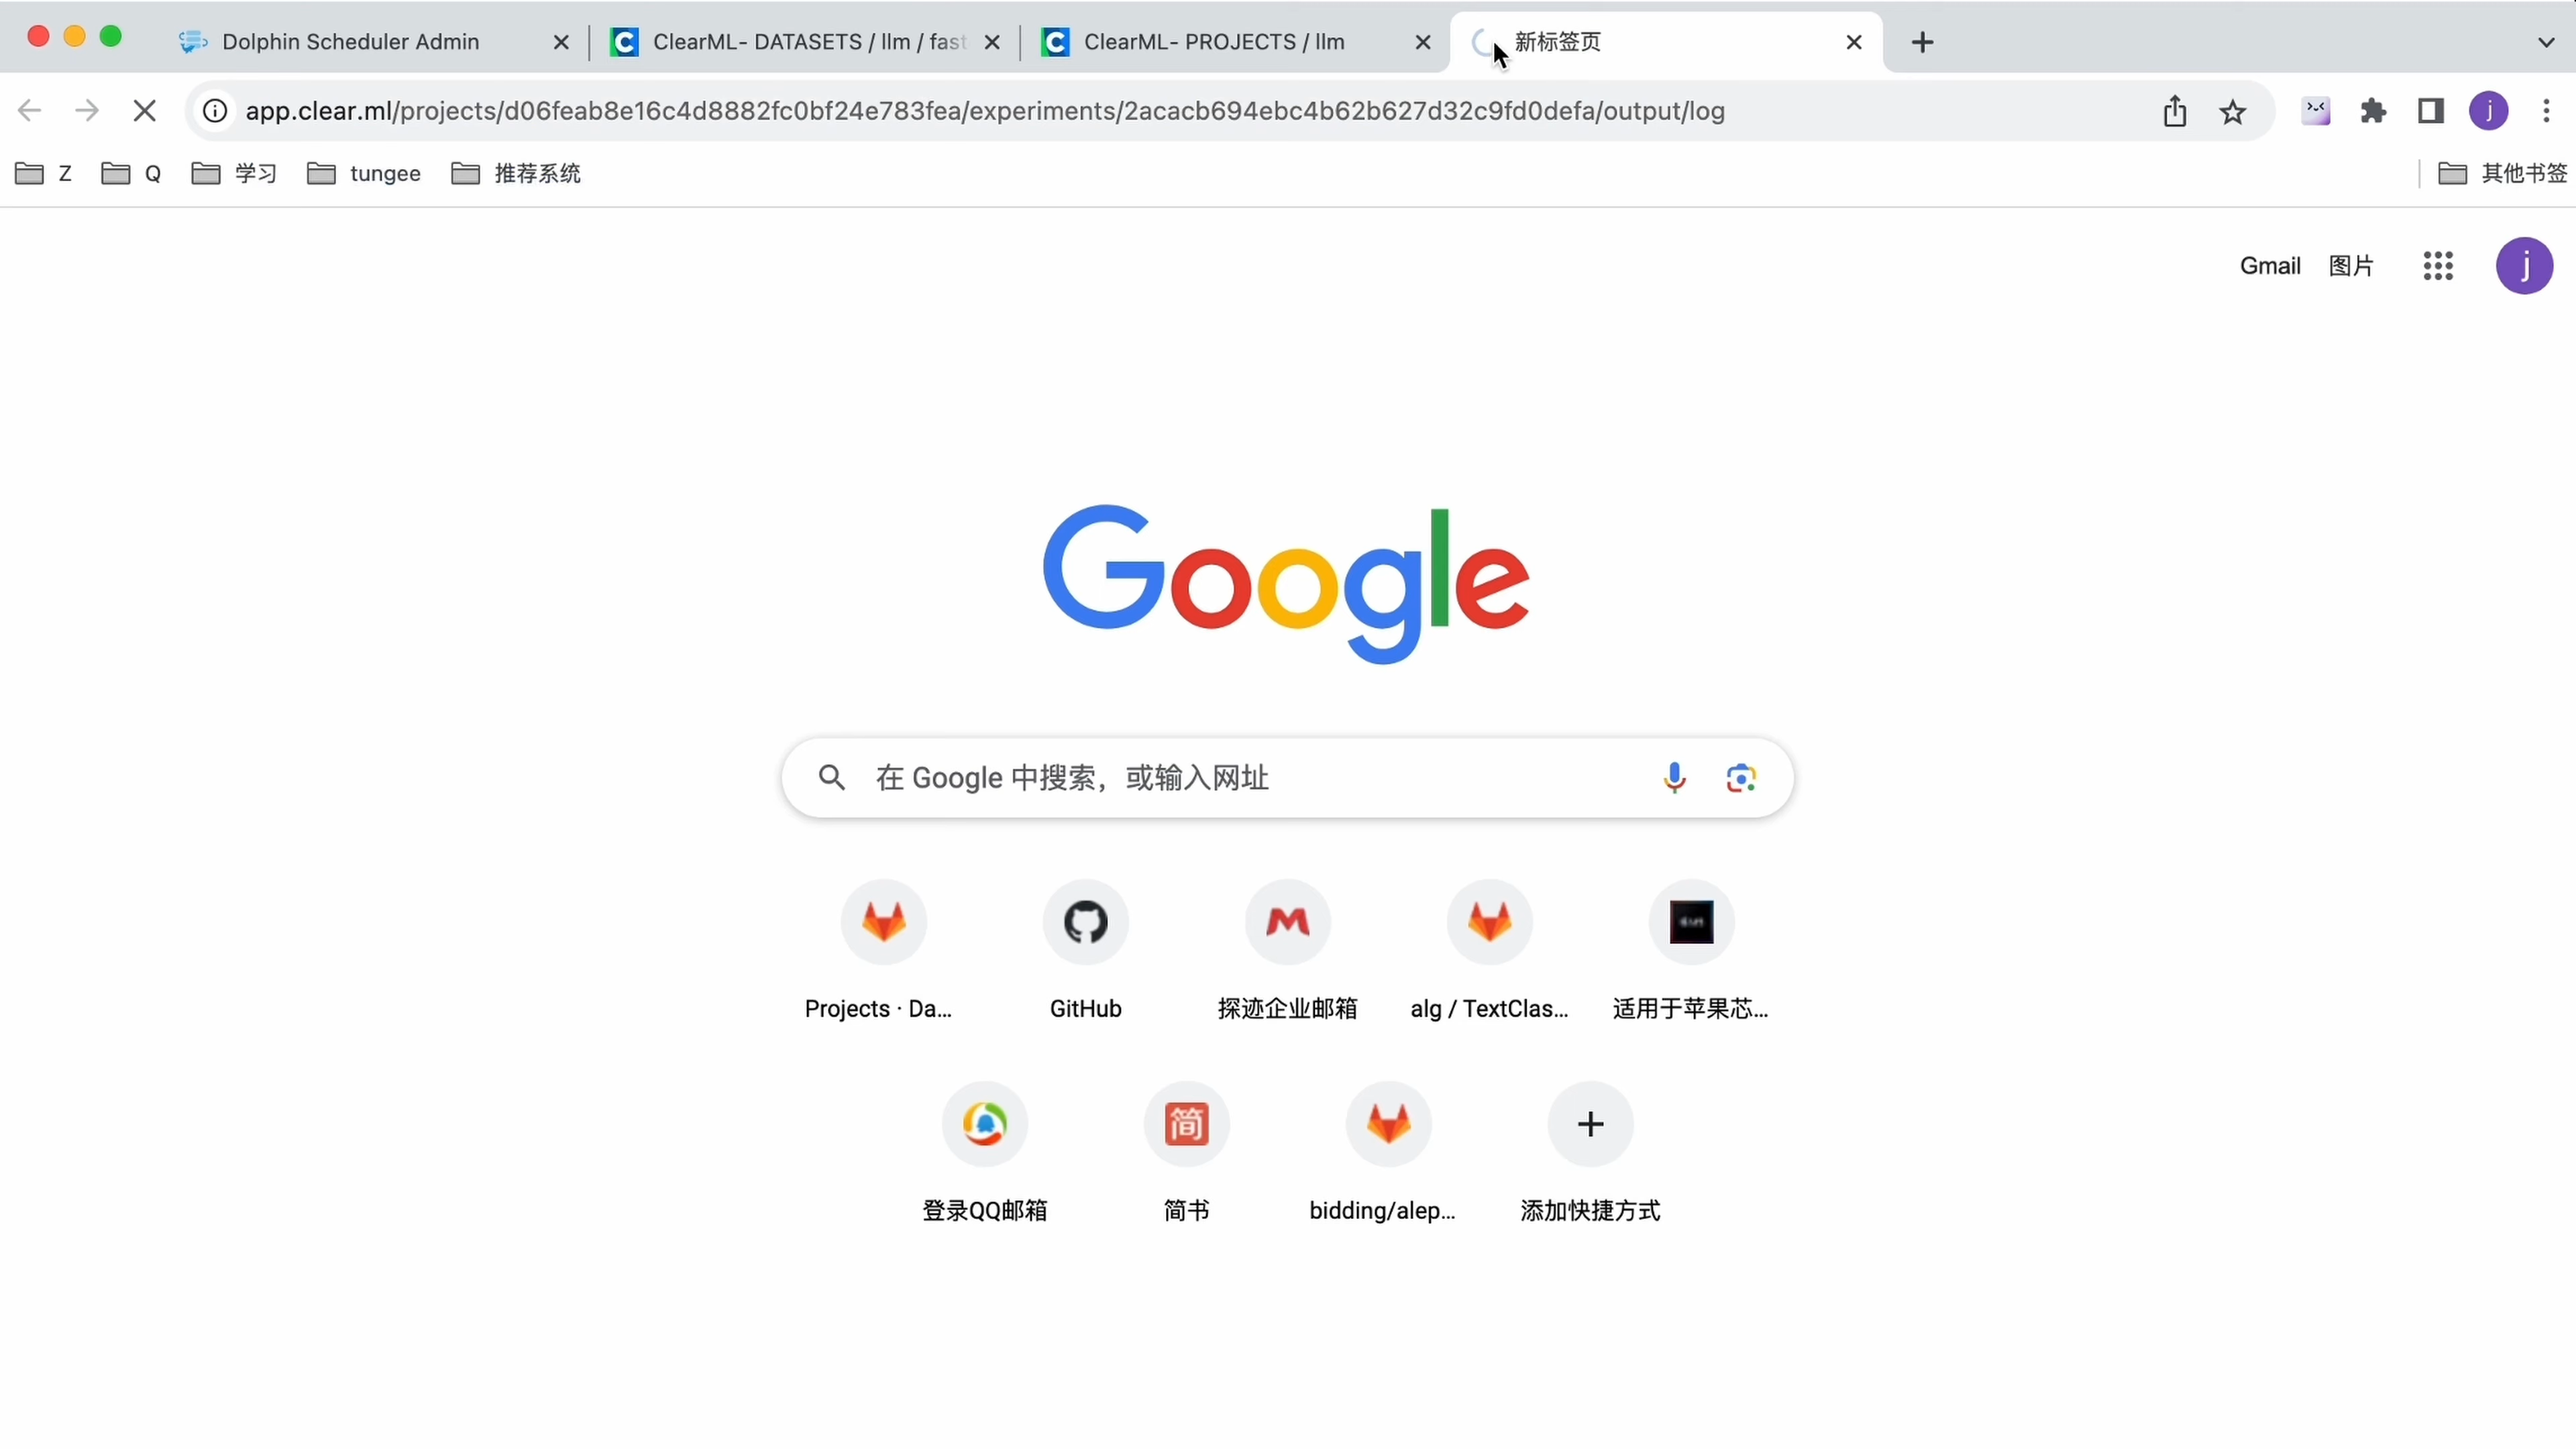 Dolphin Scheduler Admin
ClearML- DATASETS / llm / fast
ClearML- PROJECTS / llm
新标签页
app.clear.ml/projects/d06feab8e16c4d8882fc0bf24e783fea/experiments/2acacb694ebc4b62b627d32c9fd0defa/output/log
j
Z
Q
学习
tungee
推荐系统
其他书签
Gmail
图片
j
Google
在 Google 中搜索，或输入网址
Projects · Da...
GitHub
探迹企业邮箱
alg / TextClas...
适用于苹果芯...
简
登录QQ邮箱
简书
bidding/alep...
添加快捷方式